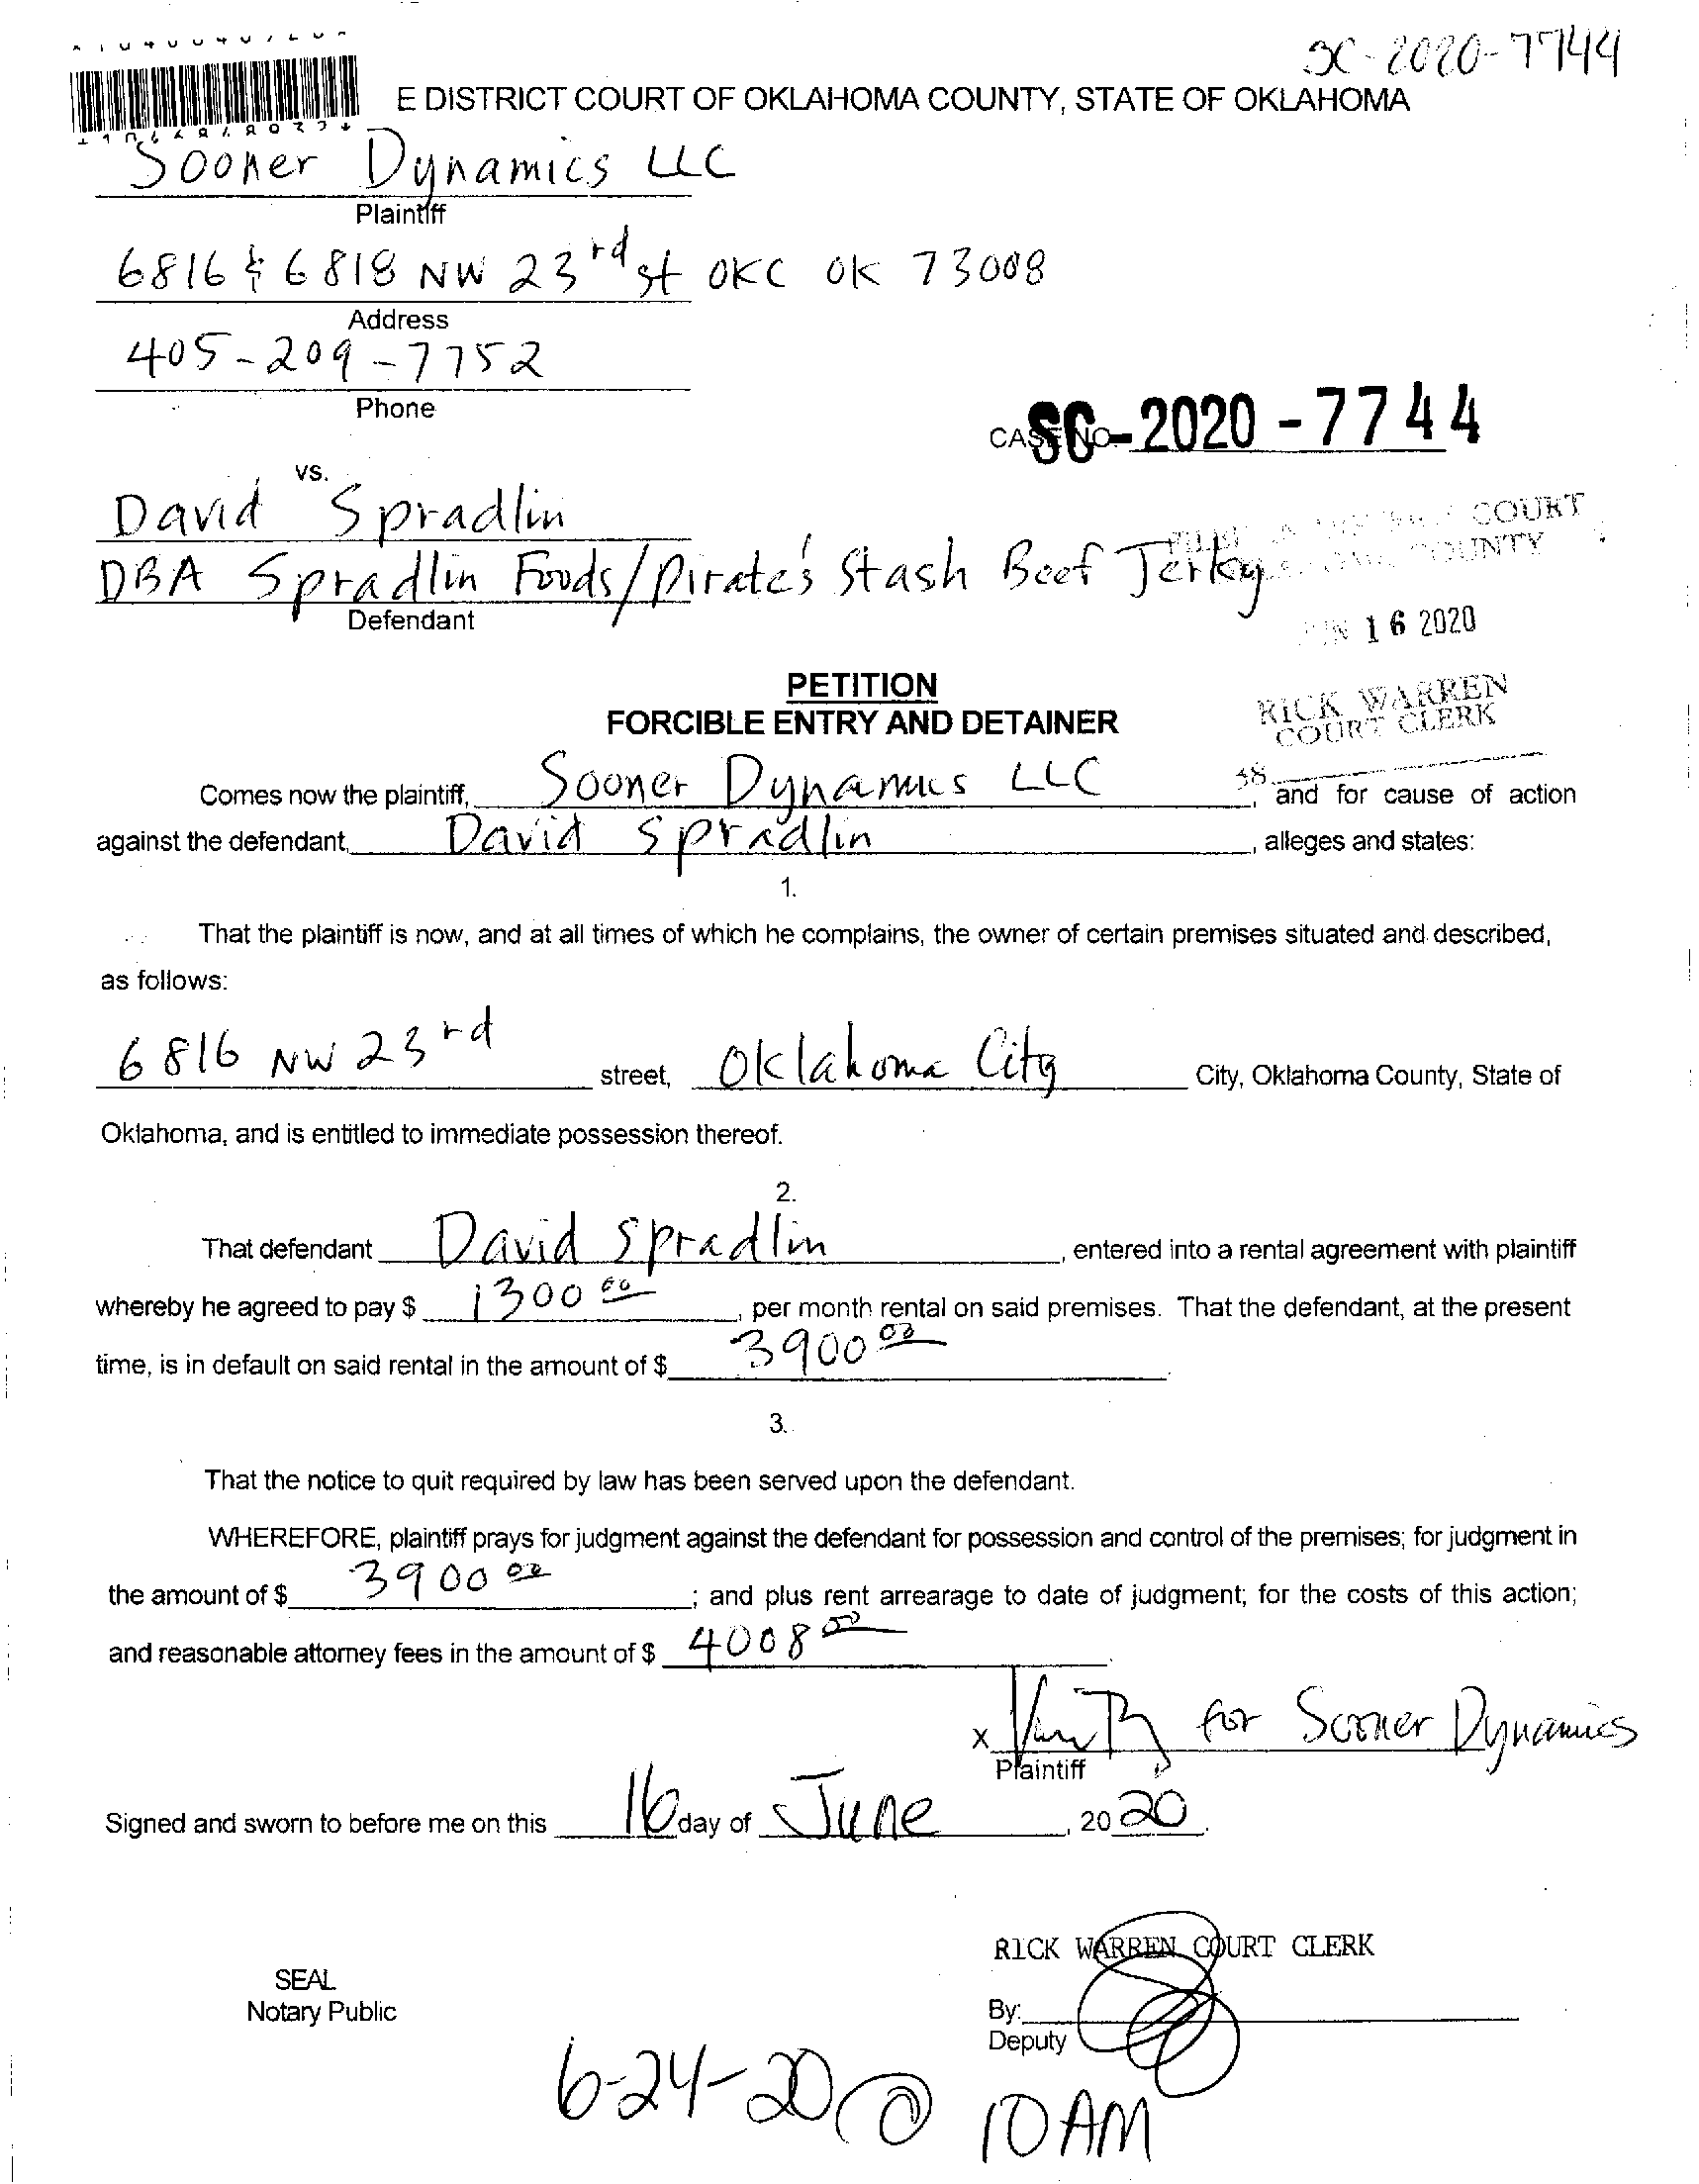 SC-2020-7744
E DISTRICT COURT OF OKLAHOMA COUNTY, STATE OF OKLAHOMA
Sooner Dynamics LLC
Plaintiff
6816 & 6818 NW 23rd st OKC OK 73008
Address
405-209-7752
Phone
CASE NO. SC-2020-7744
vs.
David Spradlin
COURT
DBA Spradlin Foods/Pirate's Stash Beef Jerky
COUNTY
Defendant
JUN 16 2020
PETITION
FORCIBLE ENTRY AND DETAINER
RICK WARREN
COURT CLERK
Comes now the plaintiff, Sooner Dynamics LLC, and for cause of action
against the defendant, David Spradlin, alleges and states:
1.
That the plaintiff is now, and at all times of which he complains, the owner of certain premises situated and described,
as follows:
6816 NW 23rd street, Oklahoma City City, Oklahoma County, State of
Oklahoma, and is entitled to immediate possession thereof.
2.
That defendant David Spradlin, entered into a rental agreement with plaintiff
whereby he agreed to pay $ 1300 00, per month rental on said premises. That the defendant, at the present
time, is in default on said rental in the amount of $ 3900 00.
3.
That the notice to quit required by law has been served upon the defendant.
WHEREFORE, plaintiff prays for judgment against the defendant for possession and control of the premises; for judgment in
the amount of $ 3900 00; and plus rent arrearage to date of judgment; for the costs of this action;
and reasonable attorney fees in the amount of $ 4008 00.
x for Sooner Dynamics
Plaintiff
Signed and sworn to before me on this 16 day of June, 20 20.
RICK WARREN COURT CLERK
SEAL
Notary Public
By:
Deputy
6-24-20 @ 10 AM